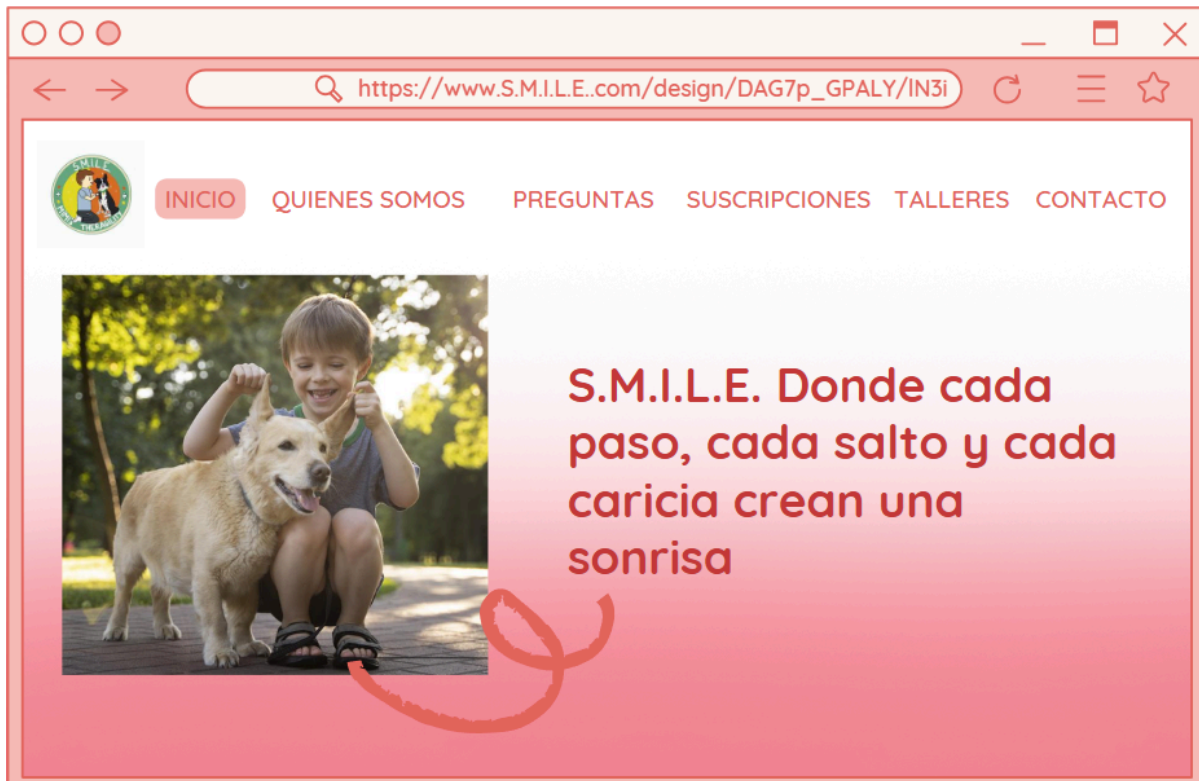 https://www.S.M.I.L.E..com/design/DAG7p_GPALY/lN3i
SMILE
INICIO QUIENES SOMOS PREGUNTAS SUSCRIPCIONES TALLERES CONTACTO
S.M.I.L.E. Donde cada
paso, cada salto y cada
caricia crean una
sonrisa